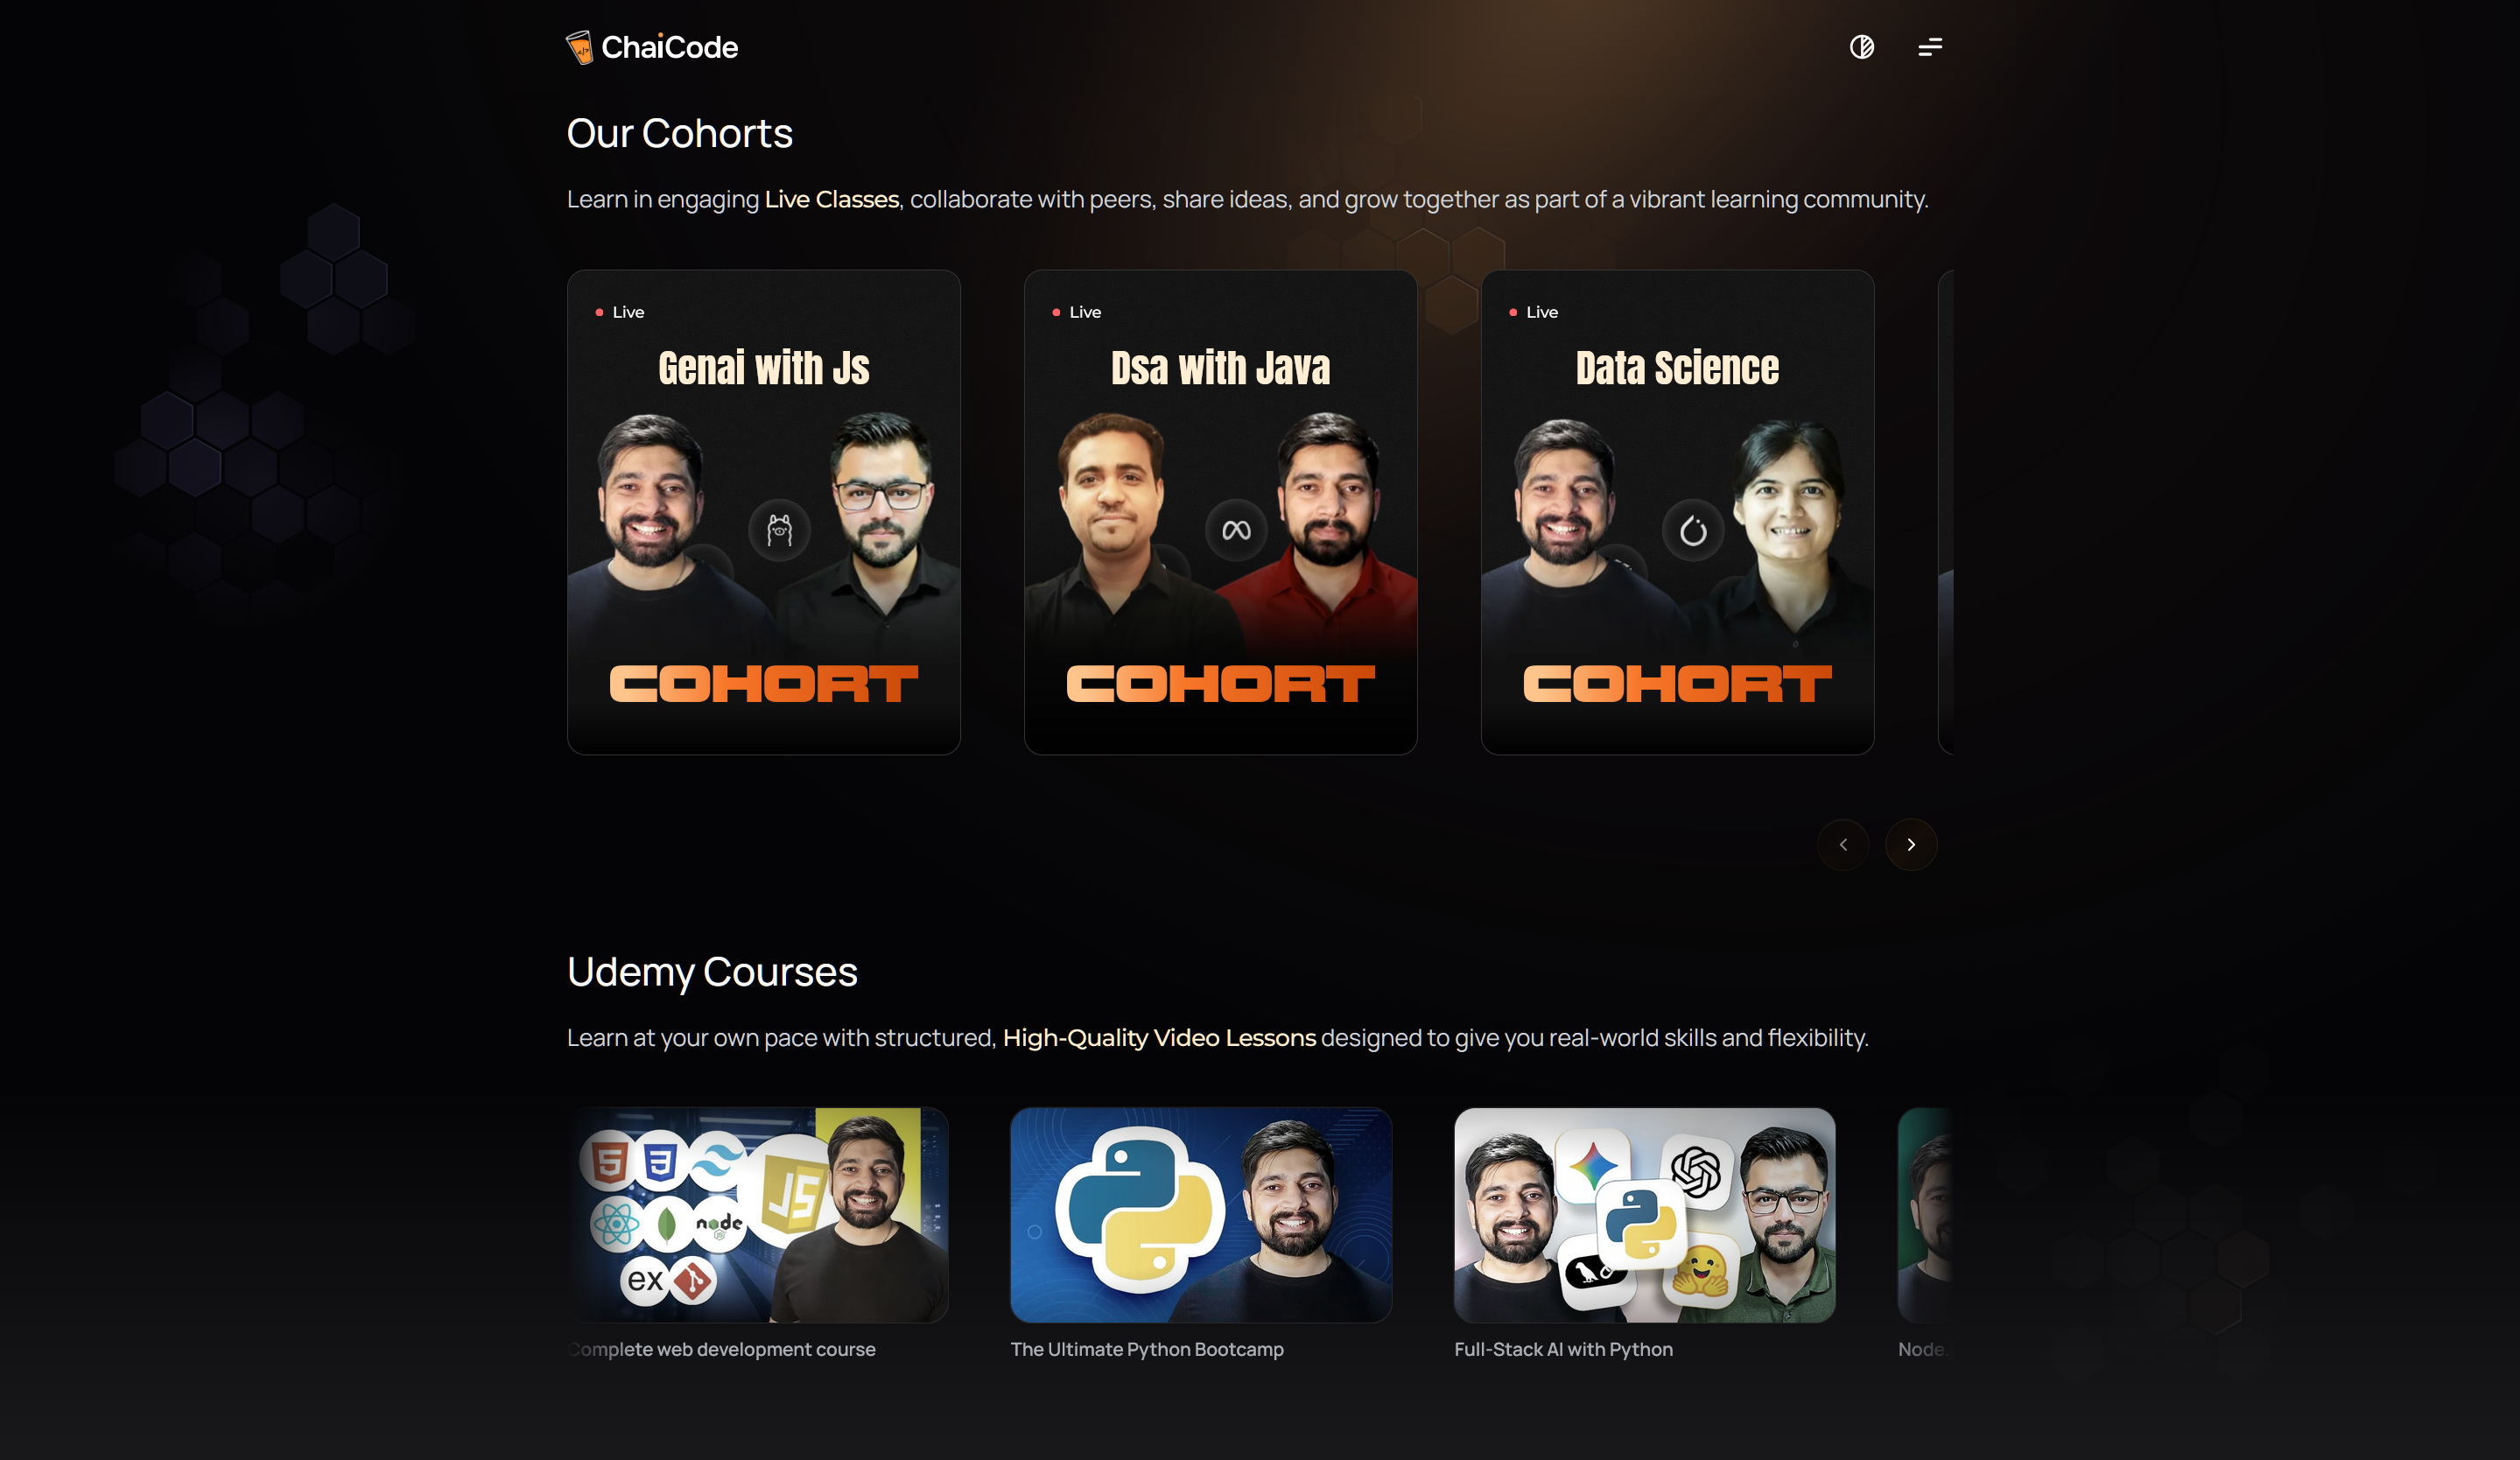 ChaiCode
Our Cohorts
Learn in engaging Live Classes, collaborate with peers, share ideas, and grow together as part of a vibrant learning community.
Live
Genai with Js
COHORT
Live
Dsa with Java
COHORT
Live
Data Science
COHORT
Udemy Courses
Learn at your own pace with structured, High-Quality Video Lessons designed to give you real-world skills and flexibility.
5
3
JS
node
JS
ex
Complete web development course
The Ultimate Python Bootcamp
Full-Stack AI with Python
Node.